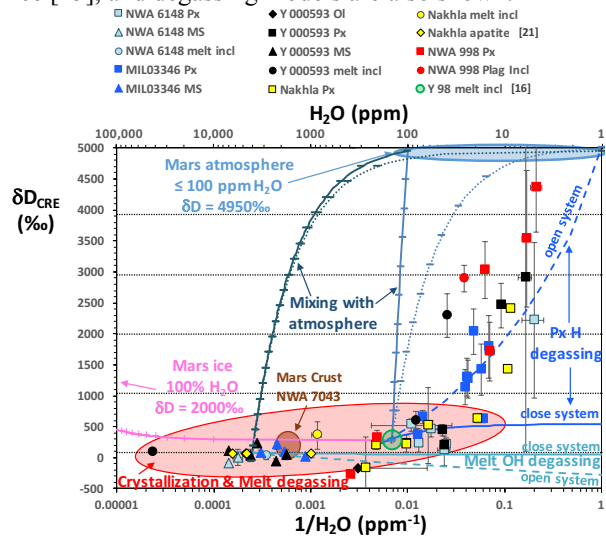 NWA 6148 Px
NWA 6148 MS
NWA 6148 melt incl
MIL03346 Px
MIL03346 MS
Y 000593 Ol
Y 000593 Px
Y 000593 MS
Y 000593 melt incl
Nakhla Px
Nakhla melt incl
Nakhla apatite [21]
NWA 998 Px
NWA 998 Plag Incl
Y 98 melt incl [16]
H₂O (ppm)
100,000 10,000 1000 100 10 1
δD_CRE
(‰)
5000
4500
4000
3500
3000
2500
2000
1500
1000
500
0
-500
Mars atmosphere
≤ 100 ppm H₂O
δD = 4950‰
open system
Mixing with
atmosphere
Px H
degassing
Mars ice
100% H₂O
δD = 2000‰
Mars Crust
NWA 7043
close system
close system
Melt OH degassing
open system
Crystallization & Melt degassing
0.00001 0.0001 0.001 0.01 0.1 1
1/H₂O (ppm⁻¹)